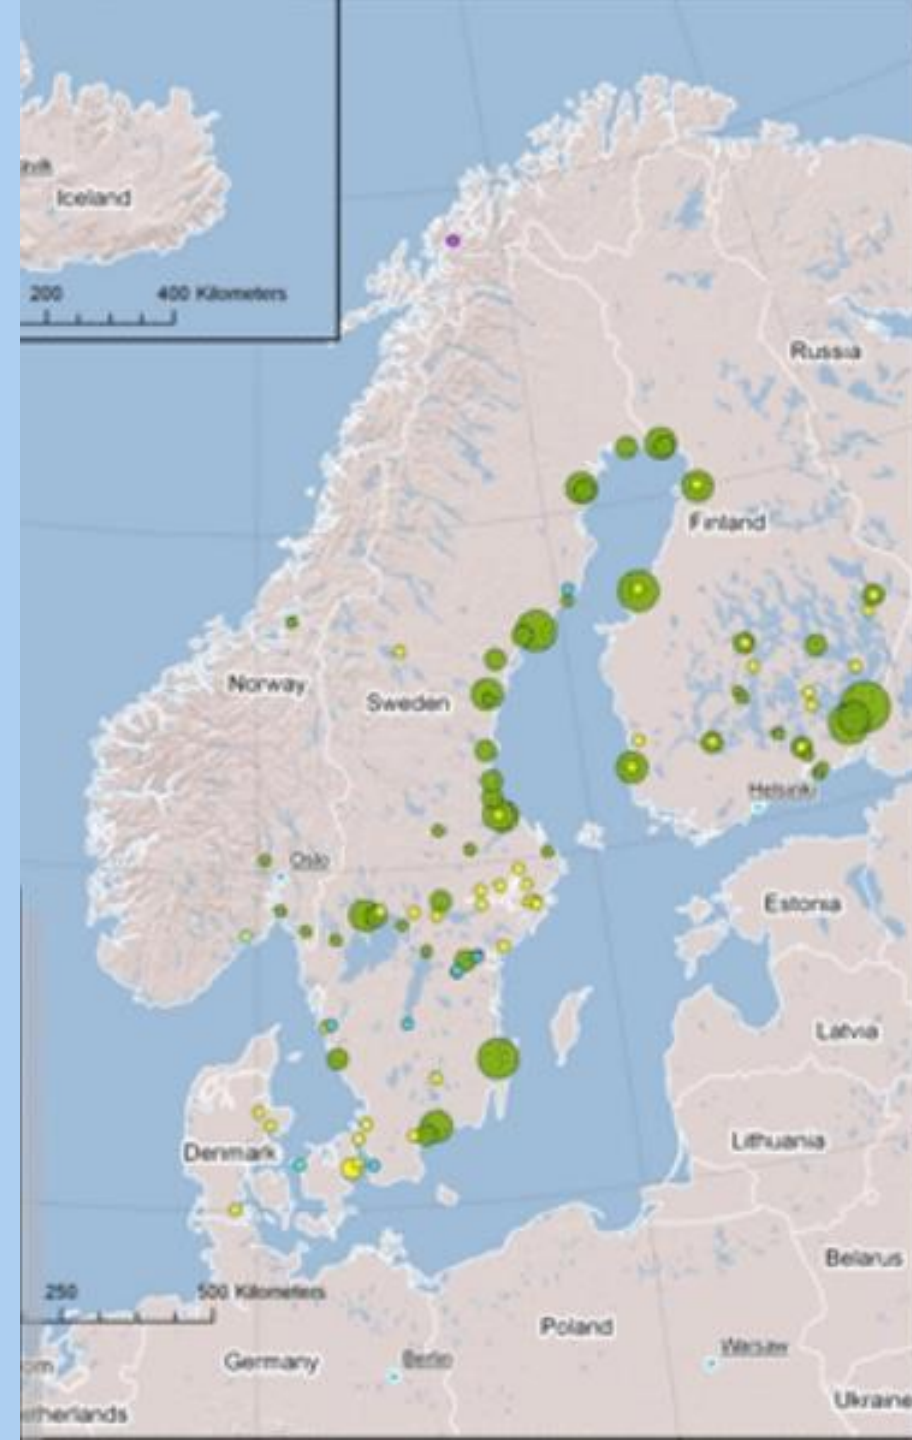 Iceland
200 400 Kilometers
Russia
Finland
Norway
Sweden
Helsinki
Oslo
Estonia
Latvia
Lithuania
Denmark
Belarus
250 500 Kilometers
Poland
Warsaw
Germany
Berlin
Ukraine